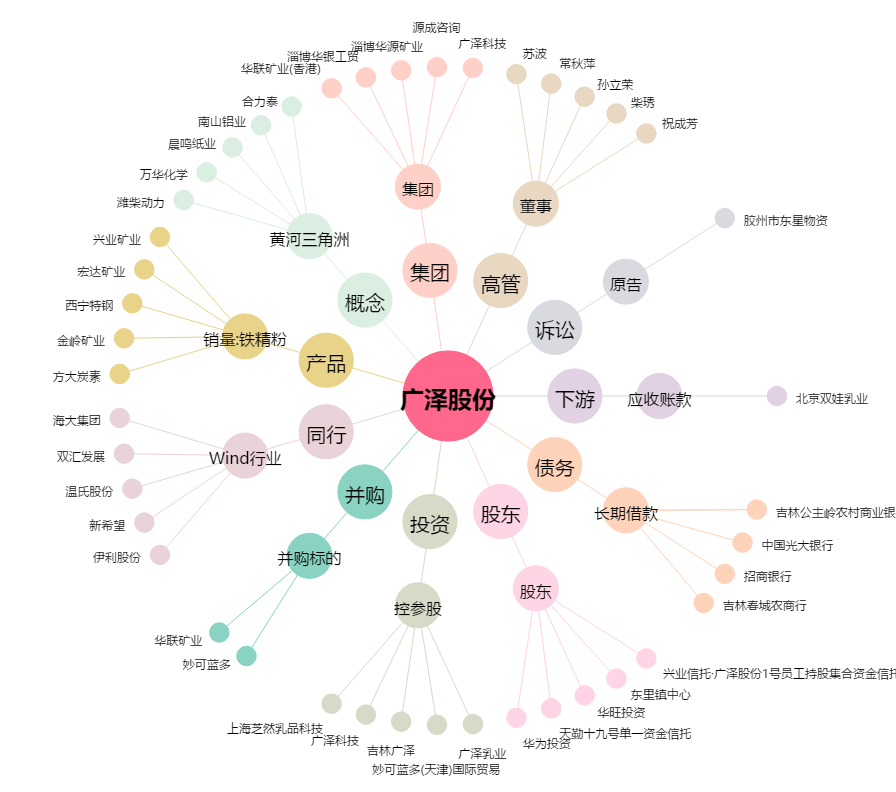 源成咨询
广泽科技
淄博华源矿业
淄博华银工贸
华联矿业(香港)
苏波
常秋萍
孙立荣
柴琇
祝成芳
合力泰
南山铝业
晨鸣纸业
万华化学
潍柴动力
集团
董事
黄河三角洲
胶州市东星物资
兴业矿业
宏达矿业
西宁特钢
金岭矿业
方大炭素
集团
高管
原告
概念
诉讼
销量:铁精粉
产品
广泽股份
下游
应收账款
北京双娃乳业
海大集团
双汇发展
温氏股份
新希望
伊利股份
同行
Wind行业
债务
并购
投资
股东
长期借款
吉林公主岭农村商业银
中国光大银行
招商银行
吉林春城农商行
并购标的
控参股
股东
华联矿业
妙可蓝多
兴业信托·广泽股份1号员工持股集合资金信托
东里镇中心
华旺投资
天勤十九号单一资金信托
华为投资
上海芝然乳品科技
广泽科技
吉林广泽
妙可蓝多(天津)国际贸易
广泽乳业